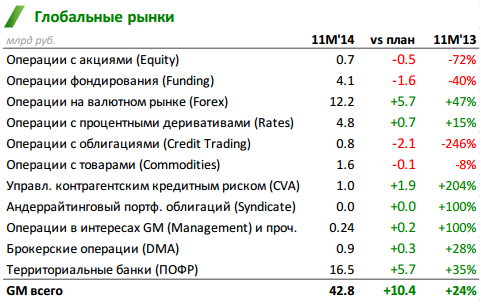 Глобальные рынки
млрд руб. 11М'14 vs план 11М'13
Операции с акциями (Equity) 0.7 -0.5 -72%
Операции фондирования (Funding) 4.1 -1.6 -40%
Операции на валютном рынке (Forex) 12.2 +5.7 +47%
Операции с процентными деривативами (Rates) 4.8 +0.7 +15%
Операции с облигациями (Credit Trading) 0.8 -2.1 -246%
Операции с товарами (Commodities) 1.6 -0.1 -8%
Управл. контрагентским кредитным риском (CVA) 1.0 +1.9 +204%
Андеррайтинговый портф. облигаций (Syndicate) 0.0 +0.0 +100%
Операции в интересах GM (Management) и проч. 0.24 +0.2 +100%
Брокерские операции (DMA) 0.9 +0.3 +28%
Территориальные банки (ПОФР) 16.5 +5.7 +35%
GM всего 42.8 +10.4 +24%